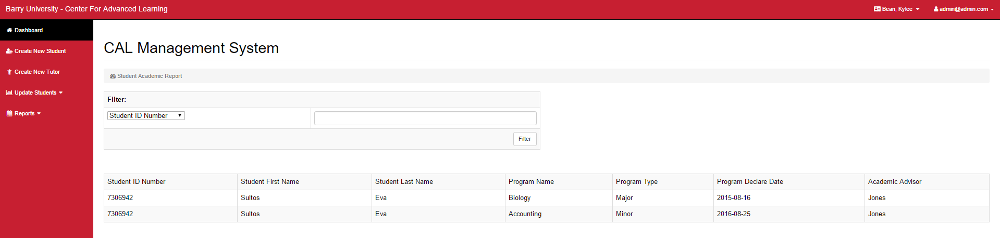 Barry University - Center For Advanced Learning
Bean, Kylee
admin@admin.com
Dashboard
Create New Student
Create New Tutor
Update Students
Reports
CAL Management System
Student Academic Report
Filter:
Student ID Number
Filter
Student ID Number Student First Name Student Last Name Program Name Program Type Program Declare Date Academic Advisor
7306942 Sultos Eva Biology Major 2015-08-16 Jones
7306942 Sultos Eva Accounting Minor 2016-08-25 Jones